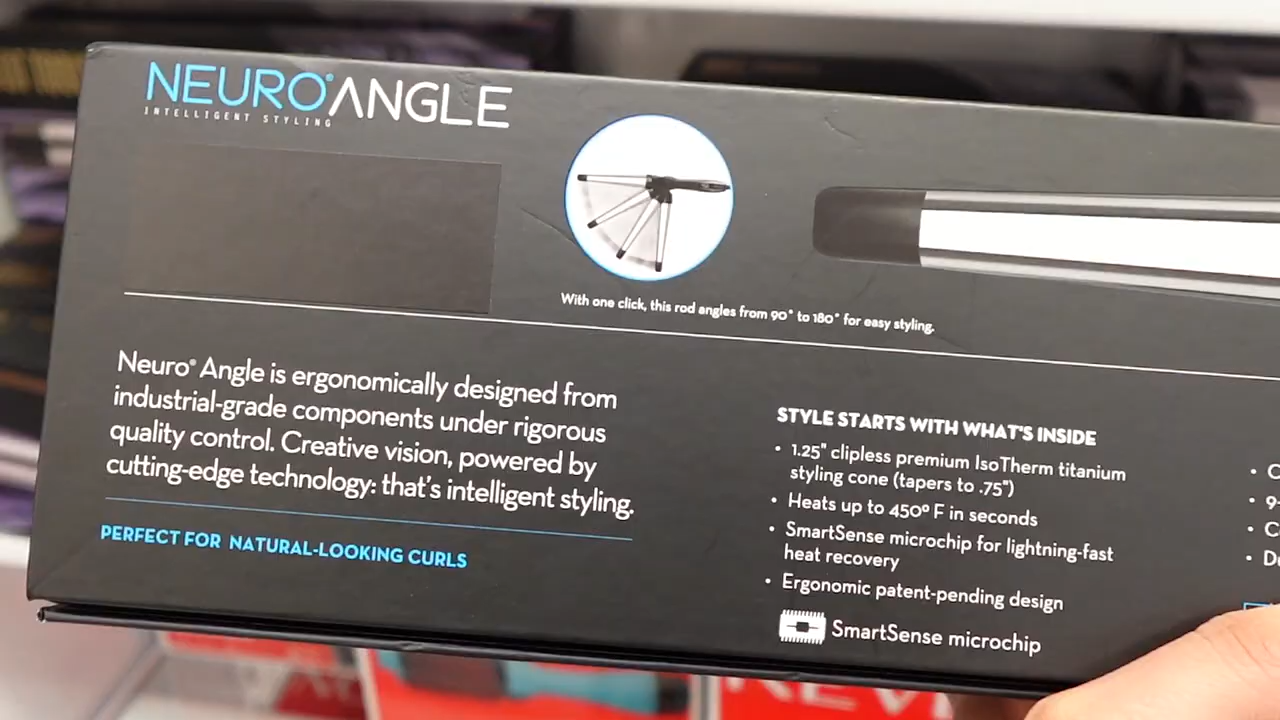 NEURO® ANGLE
INTELLIGENT STYLING
With one click, this rod angles from 90° to 180° for easy styling.
Neuro® Angle is ergonomically designed from
industrial-grade components under rigorous
quality control. Creative vision, powered by
cutting-edge technology: that's intelligent styling.
PERFECT FOR NATURAL-LOOKING CURLS
STYLE STARTS WITH WHAT'S INSIDE
• 1.25" clipless premium IsoTherm titanium
styling cone (tapers to .75")
• Heats up to 450° F in seconds
• SmartSense microchip for lightning-fast
heat recovery
• Ergonomic patent-pending design
SmartSense microchip
• 9-